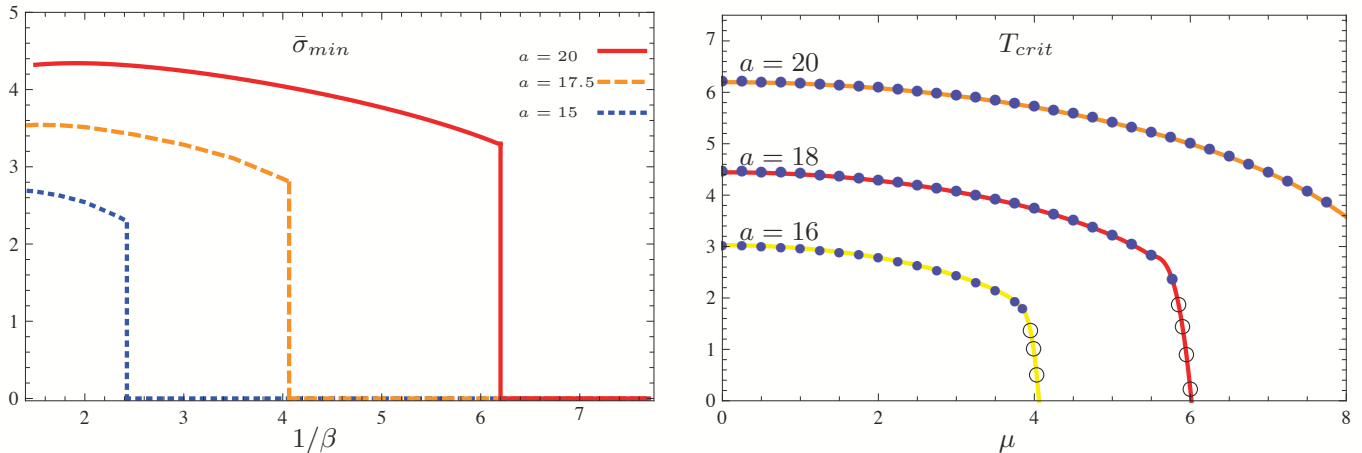 σ̄_min
a = 20
a = 17.5
a = 15
5
4
3
2
1
0
2 3 4 5 6 7
1/β
T_crit
a = 20
a = 18
a = 16
7
6
5
4
3
2
1
0
0 2 4 6 8
μ